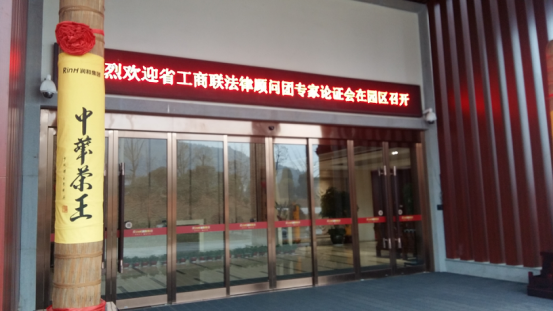 烈欢迎省工商联法律顾问团专家论证会在园区召开
中華茶王